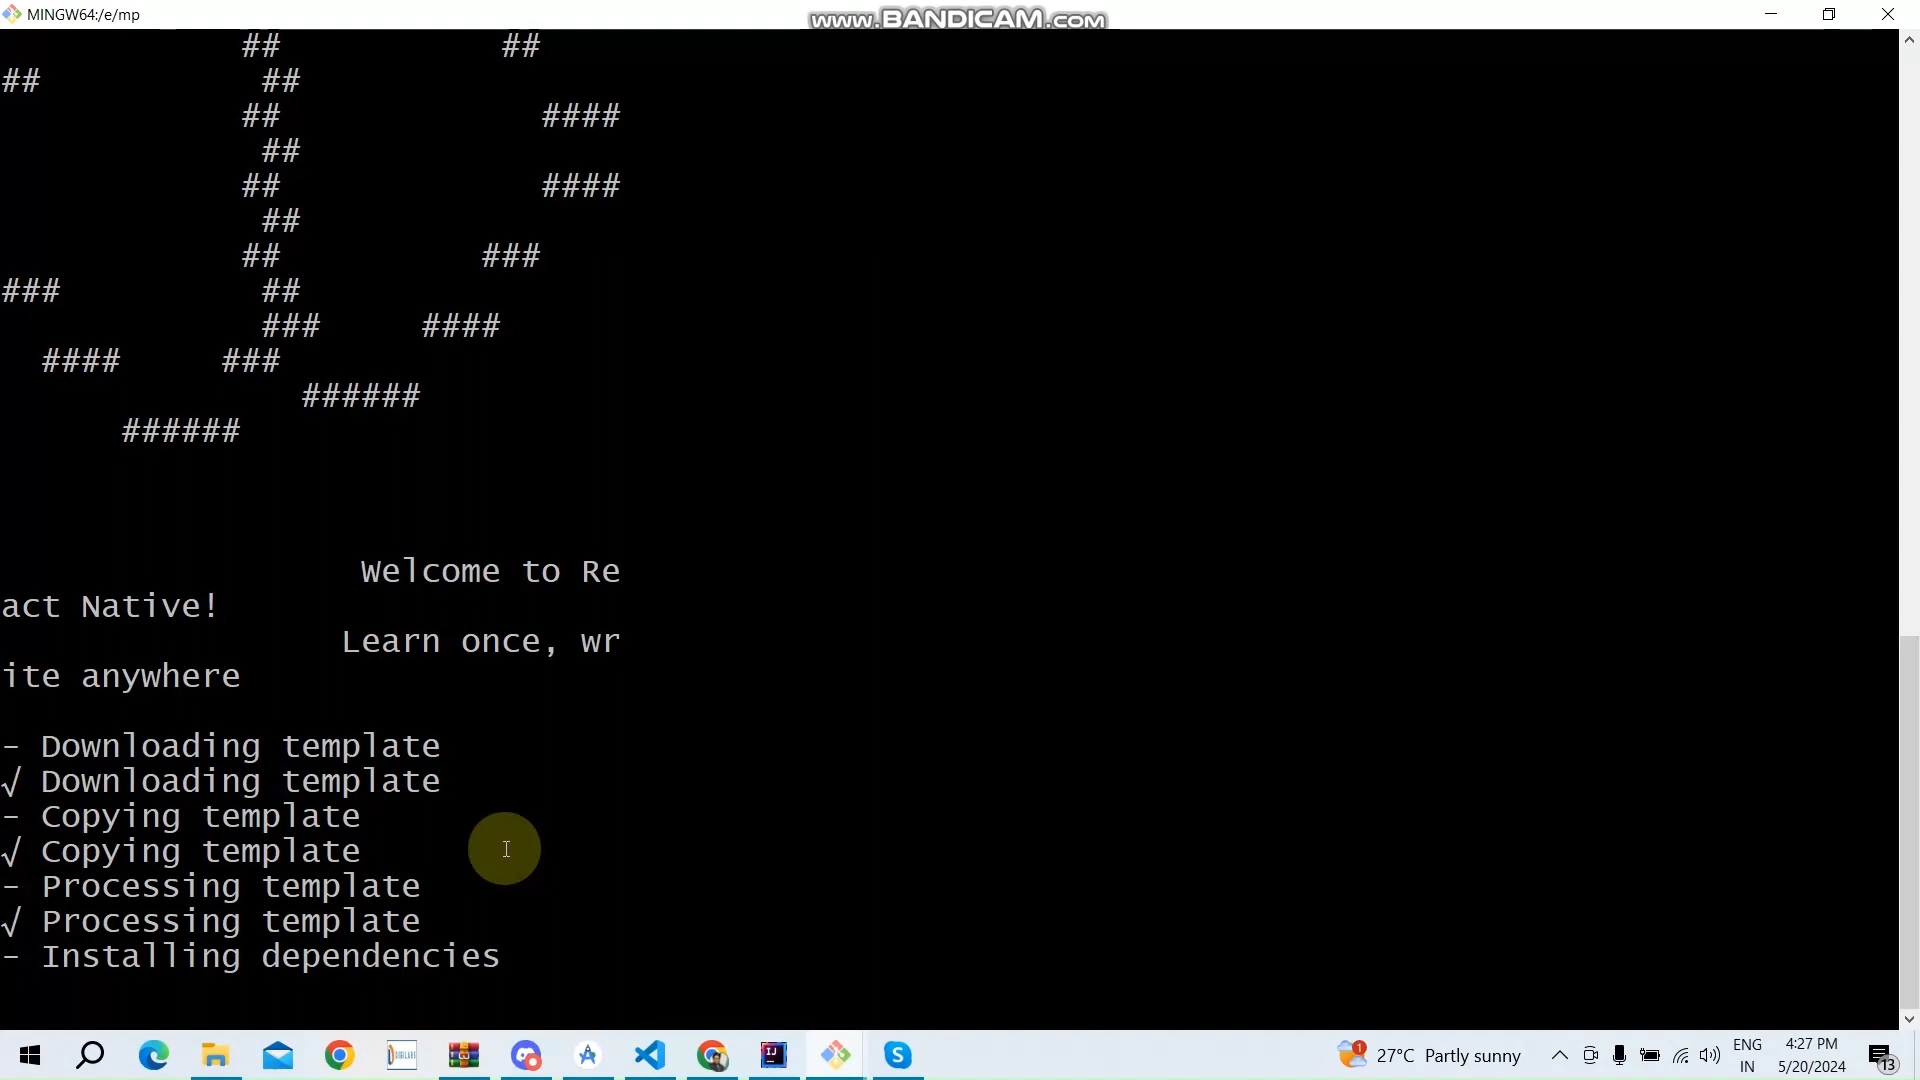 MINGW64:/e/mp
www.BANDICAM.com
## ##
## ##
## ####
##
## ####
##
## ###
### ##
### ####
#### ###
######
######
Welcome to Re
act Native!
Learn once, wr
ite anywhere
- Downloading template
√ Downloading template
- Copying template
√ Copying template
- Processing template
√ Processing template
- Installing dependencies
1
27°C Partly sunny
ENG
IN
4:27 PM
5/20/2024
13